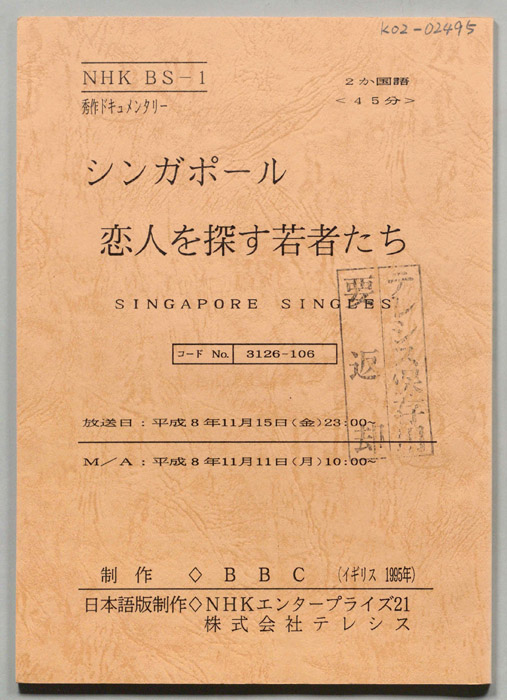 K02-02495
NHK BS-1
2か国語
秀作ドキュメンタリー
<45分>
シンガポール
恋人を探す若者たち
SINGAPORE SINGLES
コード No. 3126-106
テレシス保存用
要返却
放送日:平成8年11月15日(金)23:00~
M/A:平成8年11月11日(月)10:00~
制作◇BBC (イギリス 1995年)
日本語版制作◇NHKエンタープライズ21
株式会社テレシス